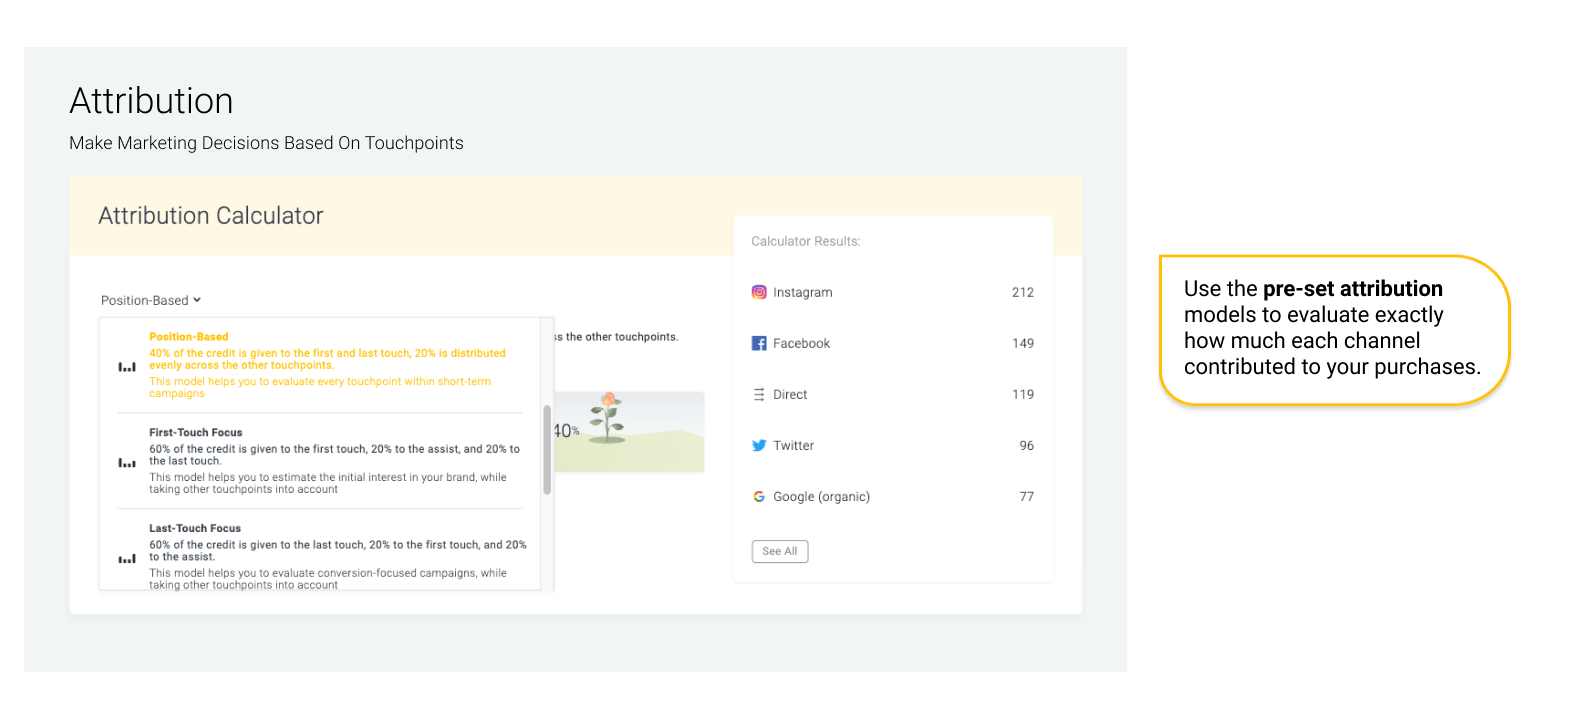 Attribution
Make Marketing Decisions Based On Touchpoints
Attribution Calculator
Position-Based
Position-Based
40% of the credit is given to the first and last touch, 20% is distributed
evenly across the other touchpoints.
This model helps you to evaluate every touchpoint within short-term
campaigns
First-Touch Focus
60% of the credit is given to the first touch, 20% to the assist, and 20% to
the last touch.
This model helps you to estimate the initial interest in your brand, while
taking other touchpoints into account
Last-Touch Focus
60% of the credit is given to the last touch, 20% to the first touch, and 20%
to the assist.
This model helps you to evaluate conversion-focused campaigns, while
taking other touchpoints into account
the other touchpoints.
40%
Calculator Results:
Instagram 212
Facebook 149
Direct 119
Twitter 96
Google (organic) 77
See All
Use the pre-set attribution
models to evaluate exactly
how much each channel
contributed to your purchases.